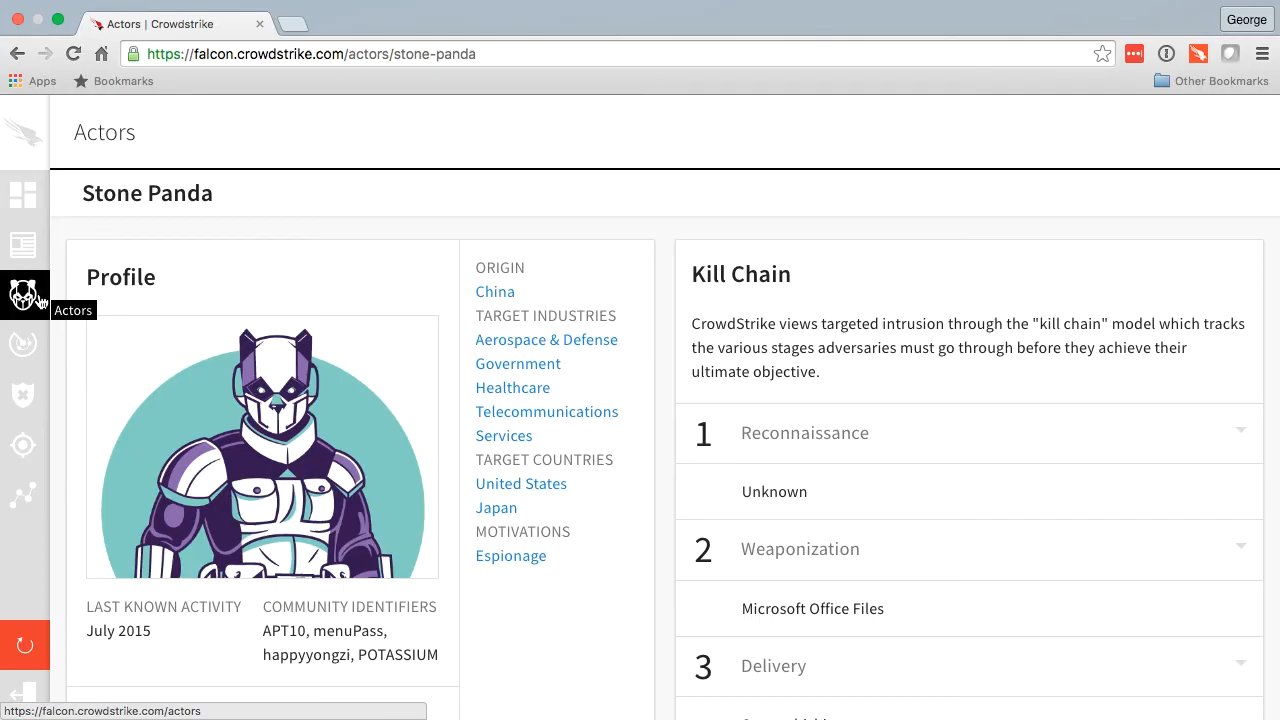 Actors | Crowdstrike
George
https://falcon.crowdstrike.com/actors/stone-panda
Apps
Bookmarks
Other Bookmarks
Actors
Stone Panda
Profile
Actors
LAST KNOWN ACTIVITY
July 2015
COMMUNITY IDENTIFIERS
APT10, menuPass,
happyyongzi, POTASSIUM
ORIGIN
China
TARGET INDUSTRIES
Aerospace & Defense
Government
Healthcare
Telecommunications
Services
TARGET COUNTRIES
United States
Japan
MOTIVATIONS
Espionage
Kill Chain
CrowdStrike views targeted intrusion through the "kill chain" model which tracks
the various stages adversaries must go through before they achieve their
ultimate objective.
1 Reconnaissance
Unknown
2 Weaponization
Microsoft Office Files
3 Delivery
https://falcon.crowdstrike.com/actors